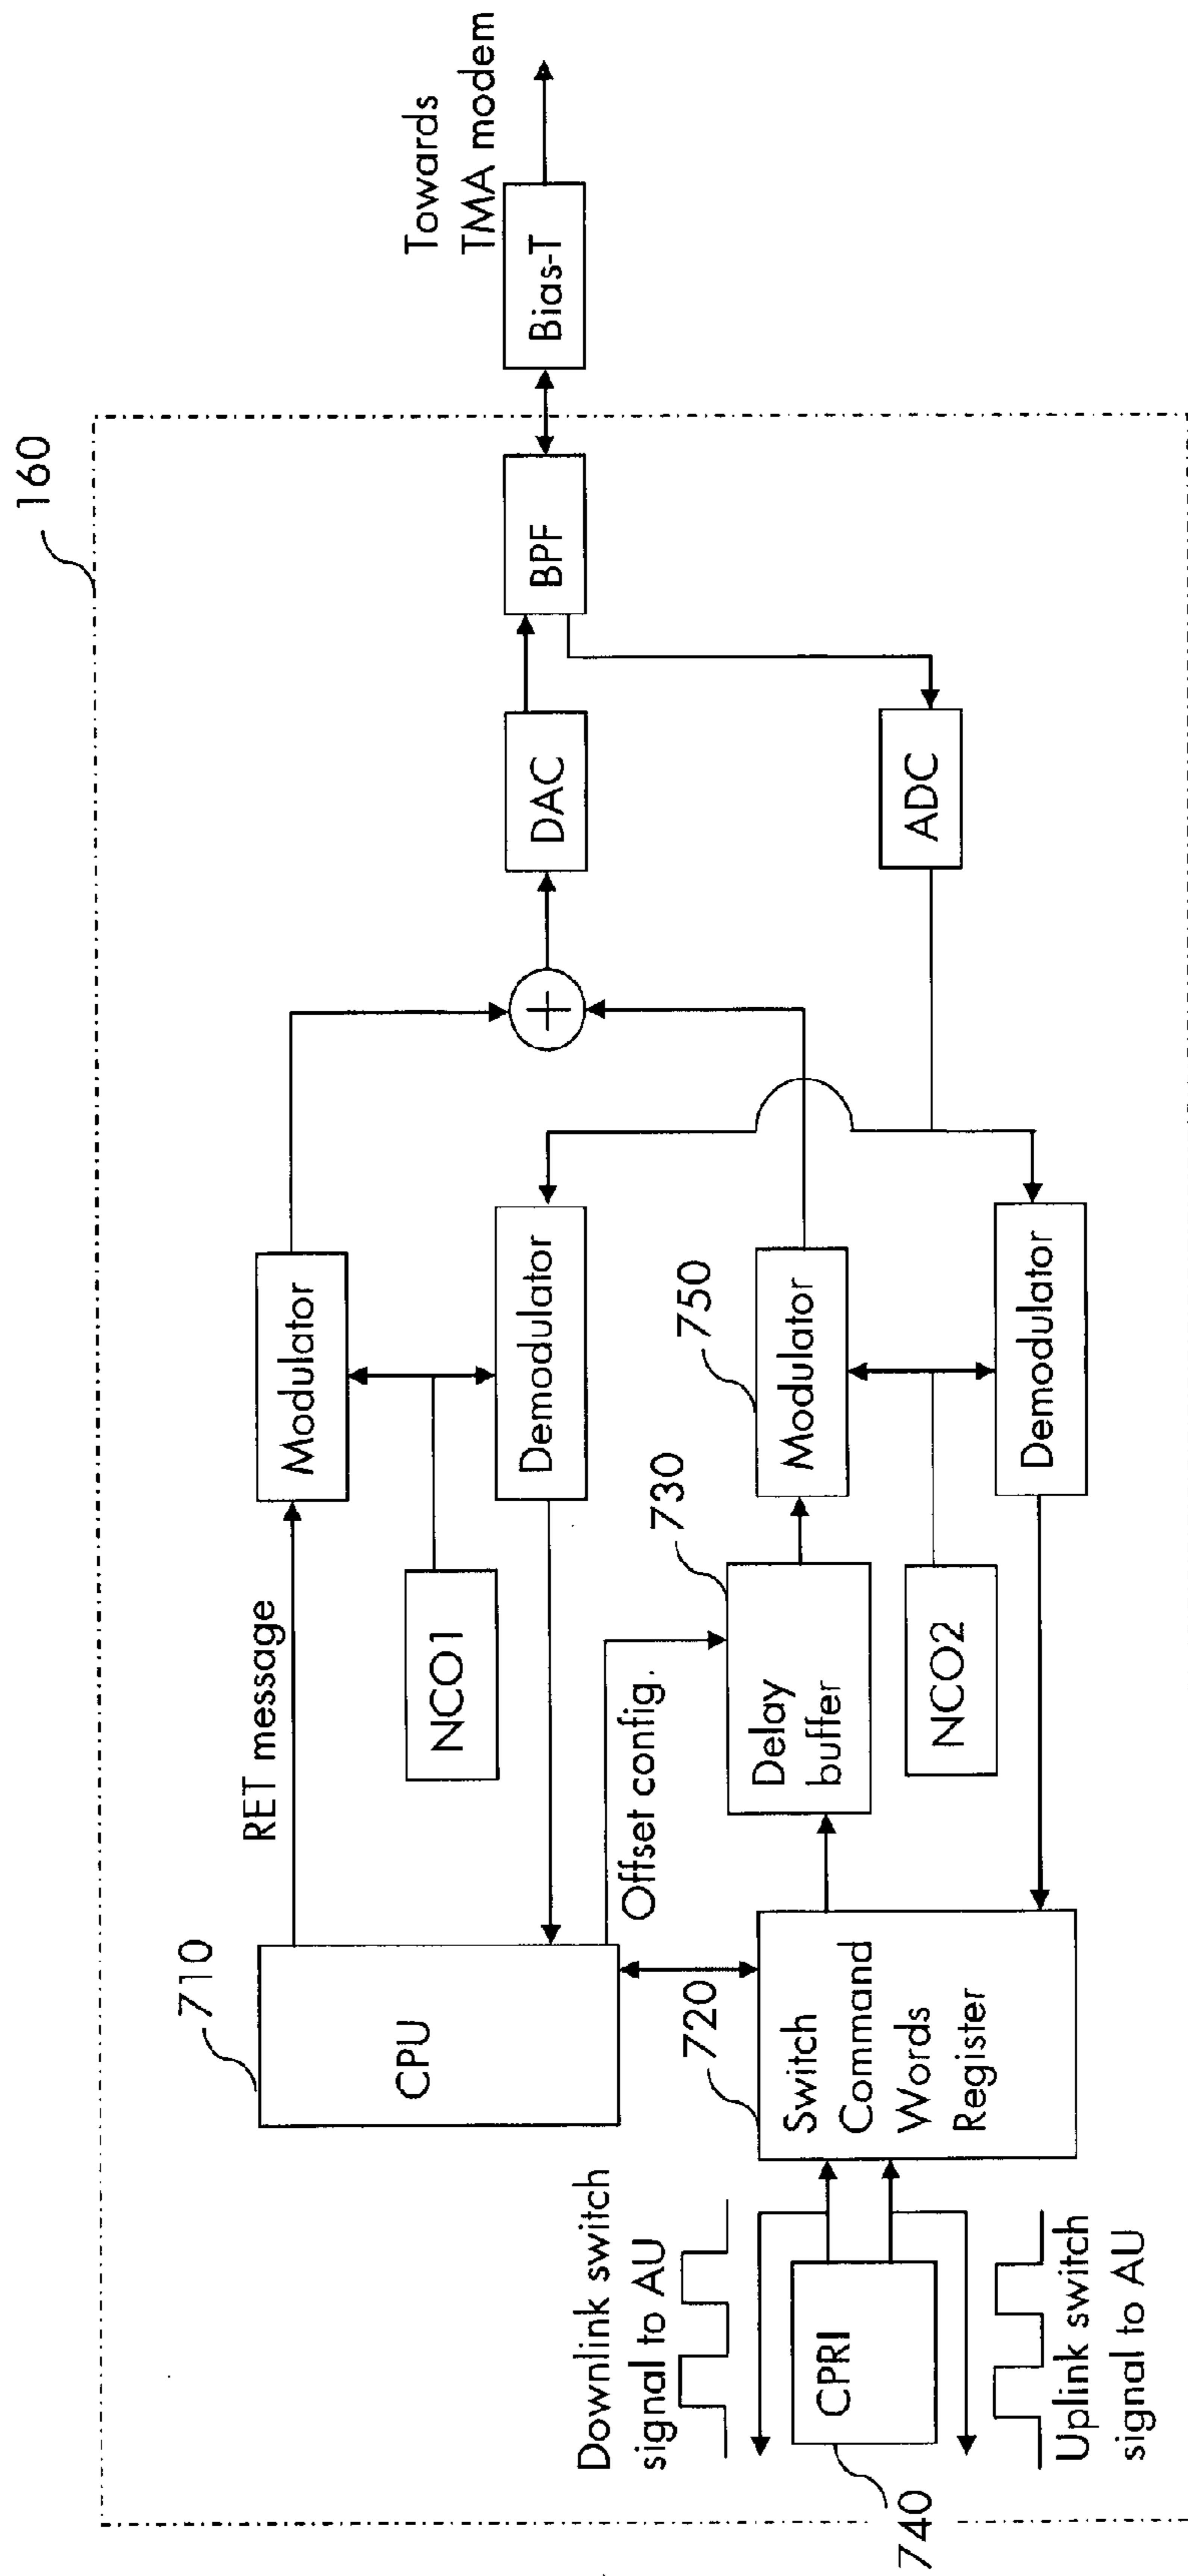 160
Towards
TMA modem
Bias-T
BPF
DAC
ADC
Modulator
Demodulator
750
Modulator
Demodulator
RET message
NCO1
730
Delay
buffer
NCO2
Offset config.
710
CPU
720
Switch
Command
Words
Register
Downlink switch
signal to AU
CPRI
740
Uplink switch
signal to AU